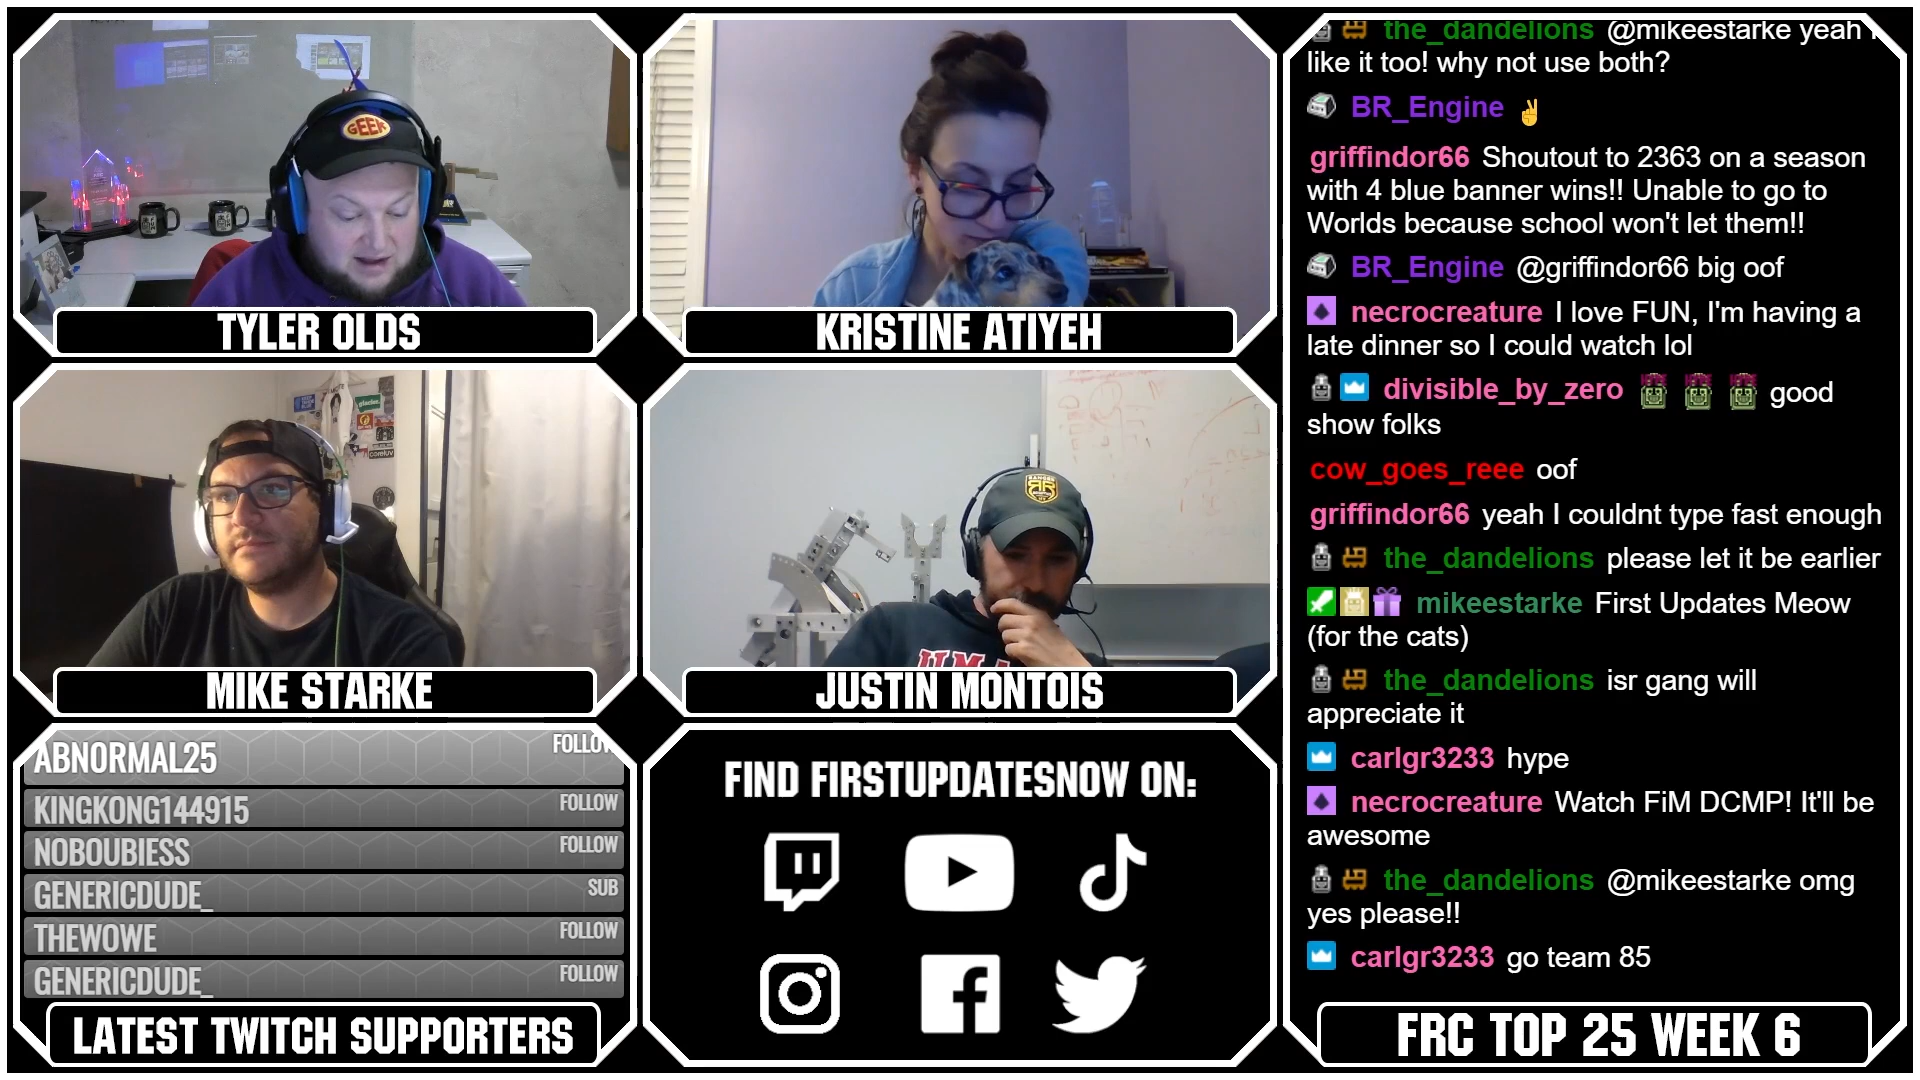 GEEK
TYLER OLDS
KRISTINE ATIYEH
MIKE STARKE
JUSTIN MONTOIS
ABNORMAL25 FOLLOW
KINGKONG144915 FOLLOW
NOBOUBIESS FOLLOW
GENERICDUDE_ SUB
THEWOWE FOLLOW
GENERICDUDE_ FOLLOW
LATEST TWITCH SUPPORTERS
FIND FIRSTUPDATESNOW ON:
the_dandelions @mikeestarke yeah I
like it too! why not use both?
BR_Engine ✌
griffindor66 Shoutout to 2363 on a season
with 4 blue banner wins!! Unable to go to
Worlds because school won't let them!!
BR_Engine @griffindor66 big oof
necrocreature I love FUN, I'm having a
late dinner so I could watch lol
divisible_by_zero good
show folks
cow_goes_reee oof
griffindor66 yeah I couldnt type fast enough
the_dandelions please let it be earlier
mikeestarke First Updates Meow
(for the cats)
the_dandelions isr gang will
appreciate it
carlgr3233 hype
necrocreature Watch FiM DCMP! It'll be
awesome
the_dandelions @mikeestarke omg
yes please!!
carlgr3233 go team 85
FRC TOP 25 WEEK 6